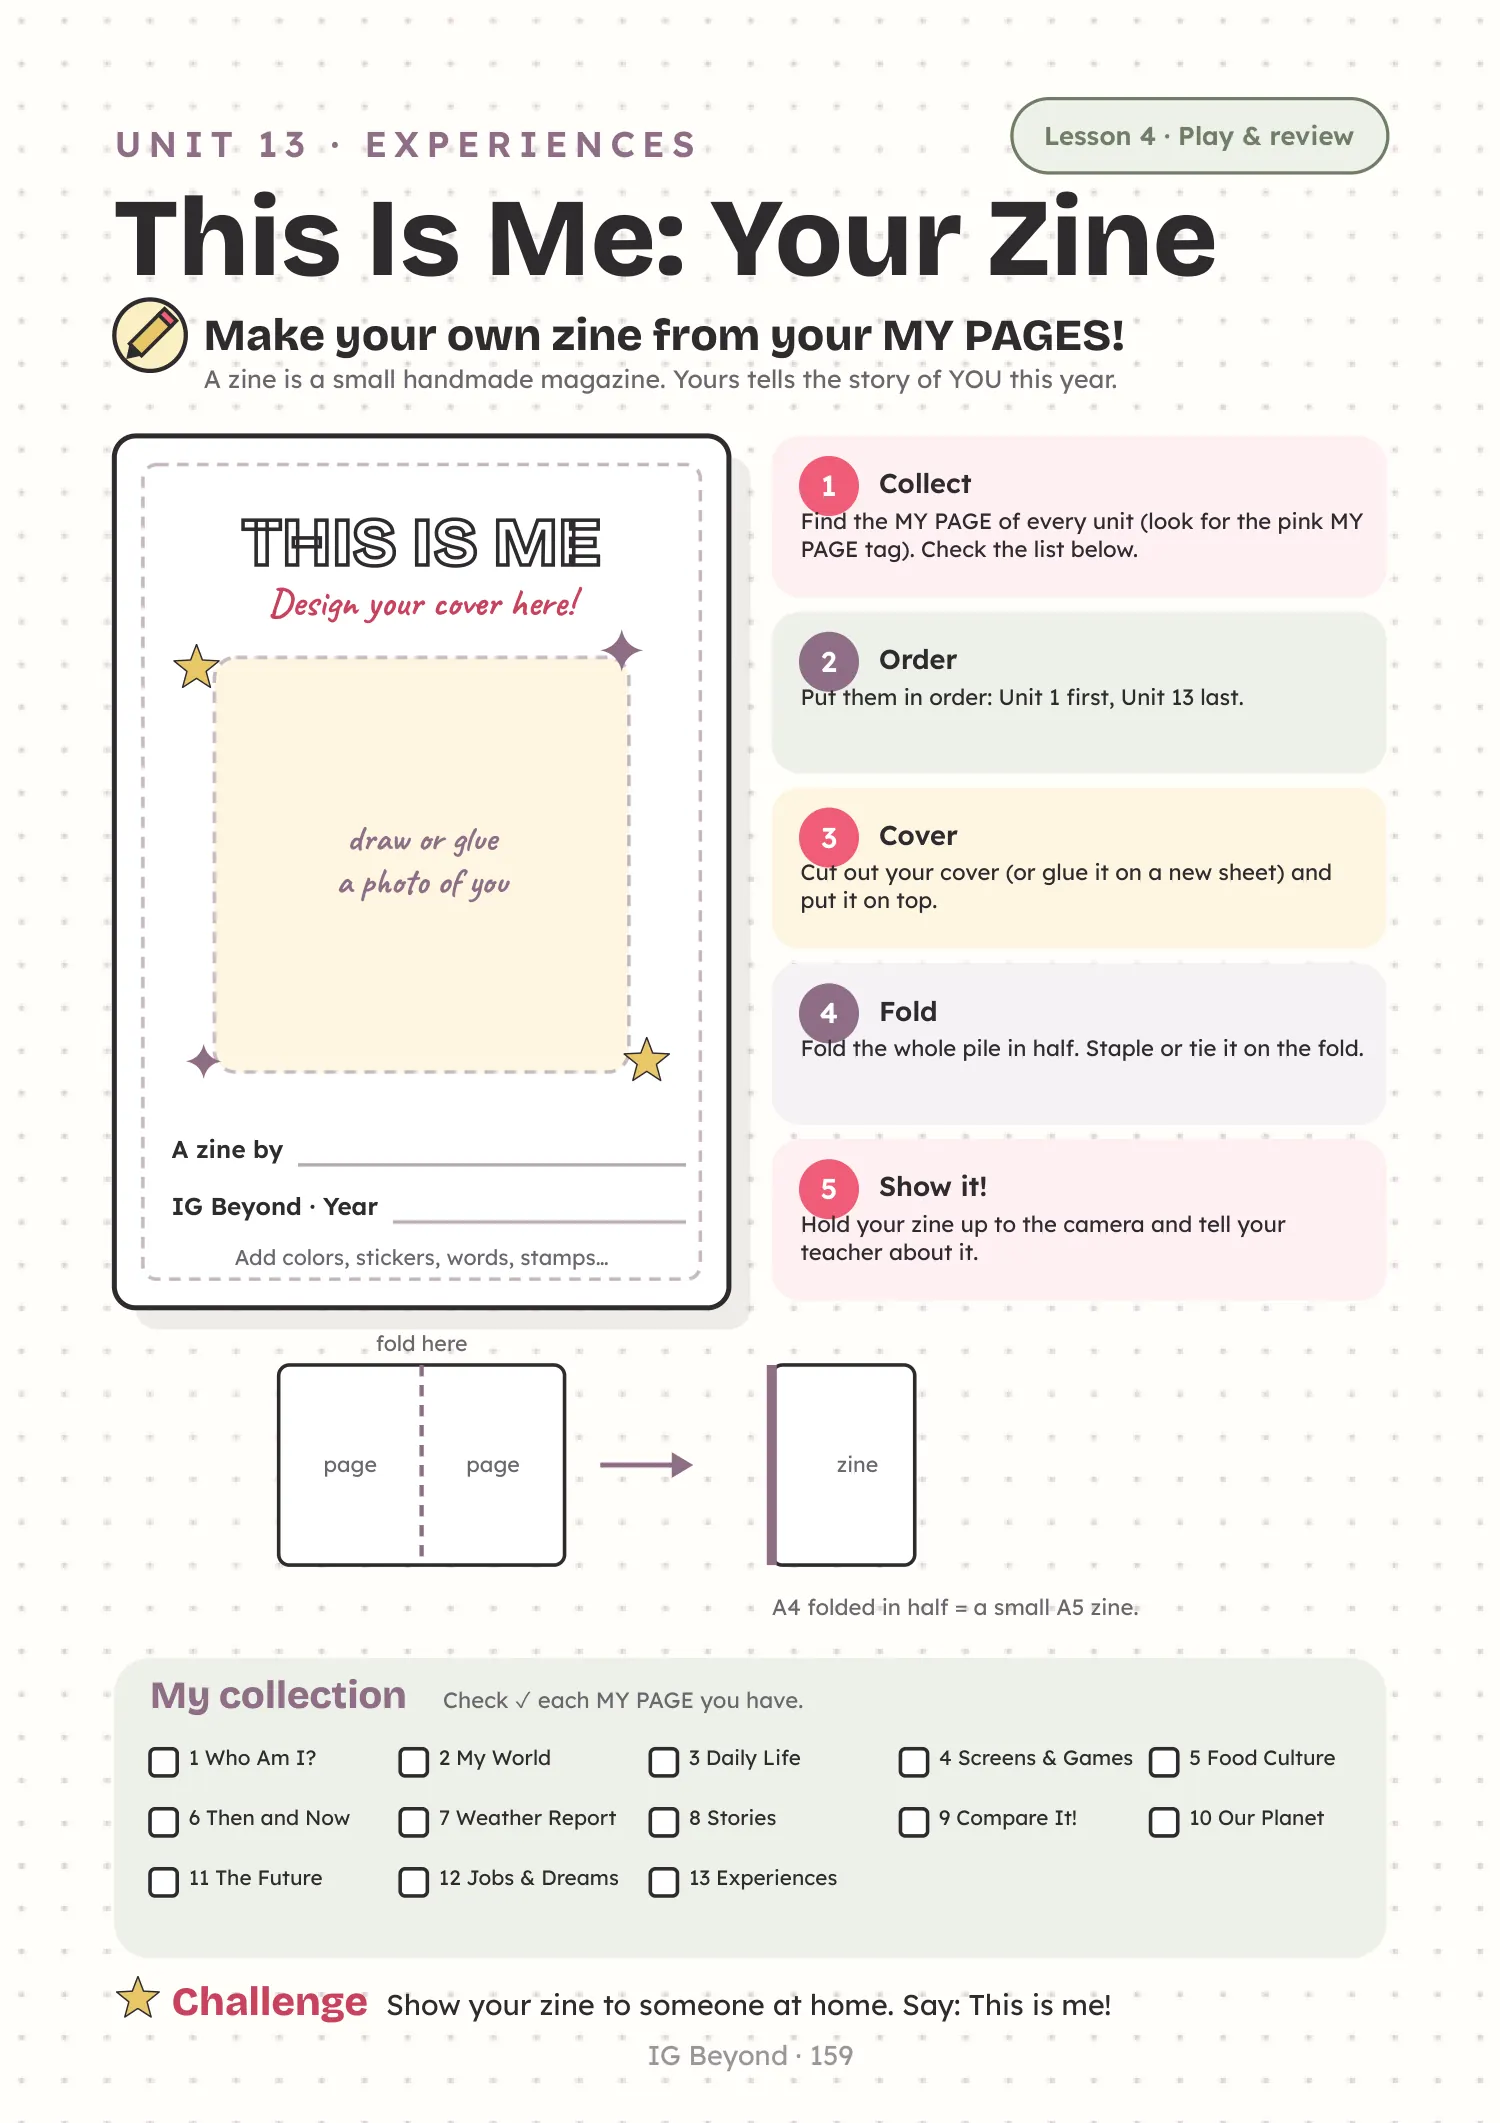 UNIT 13 · EXPERIENCES
Lesson 4 · Play & review
This Is Me: Your Zine
Make your own zine from your MY PAGES!
A zine is a small handmade magazine. Yours tells the story of YOU this year.
THIS IS ME
Design your cover here!
draw or glue
a photo of you
A zine by
IG Beyond · Year
Add colors, stickers, words, stamps...
1 Collect
Find the MY PAGE of every unit (look for the pink MY
PAGE tag). Check the list below.
2 Order
Put them in order: Unit 1 first, Unit 13 last.
3 Cover
Cut out your cover (or glue it on a new sheet) and
put it on top.
4 Fold
Fold the whole pile in half. Staple or tie it on the fold.
5 Show it!
Hold your zine up to the camera and tell your
teacher about it.
fold here
page page
zine
A4 folded in half = a small A5 zine.
My collection Check ✓ each MY PAGE you have.
1 Who Am I? 2 My World 3 Daily Life 4 Screens & Games 5 Food Culture
6 Then and Now 7 Weather Report 8 Stories 9 Compare It! 10 Our Planet
11 The Future 12 Jobs & Dreams 13 Experiences
Challenge Show your zine to someone at home. Say: This is me!
IG Beyond · 159